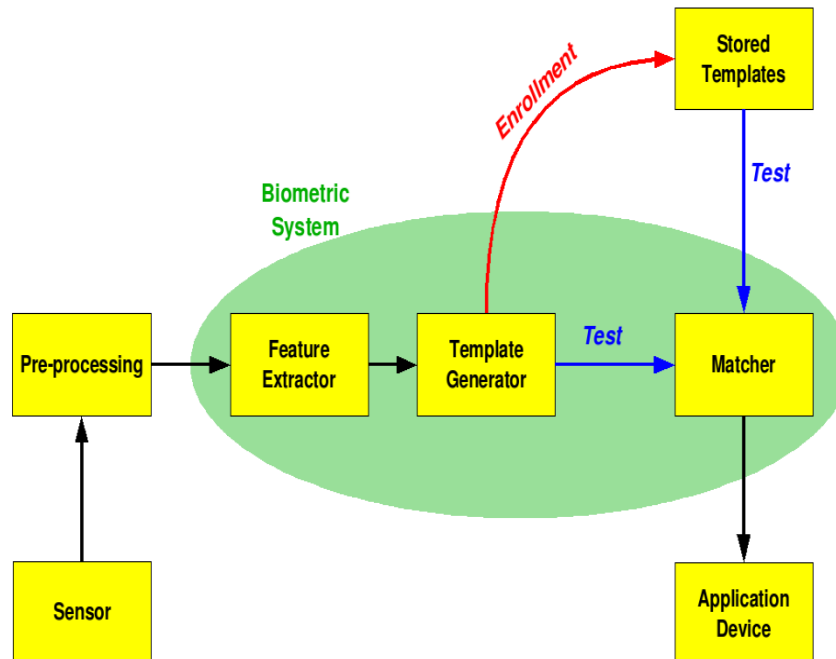 Stored
Templates
Enrollment
Test
Biometric
System
Pre-processing
Feature
Extractor
Template
Generator
Test
Matcher
Sensor
Application
Device